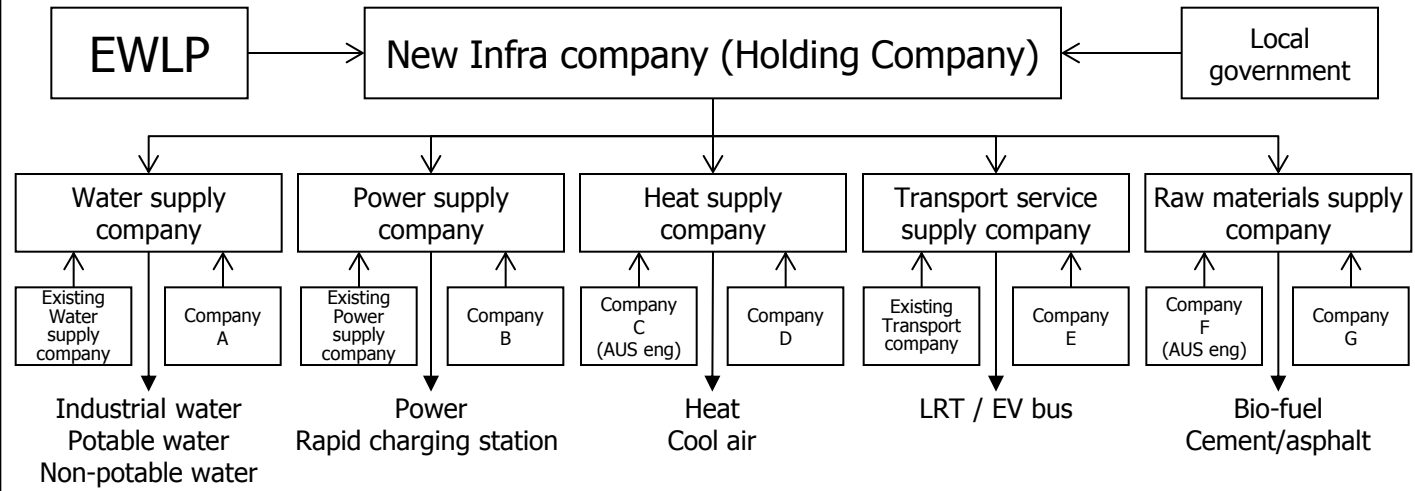 EWLP
New Infra company (Holding Company)
Local
government
Water supply
company
Power supply
company
Heat supply
company
Transport service
supply company
Raw materials supply
company
Existing
Water
supply
company
Company
A
Existing
Power
supply
company
Company
B
Company
C
(AUS eng)
Company
D
Existing
Transport
company
Company
E
Company
F
(AUS eng)
Company
G
Industrial water
Potable water
Non-potable water
Power
Rapid charging station
Heat
Cool air
LRT / EV bus
Bio-fuel
Cement/asphalt